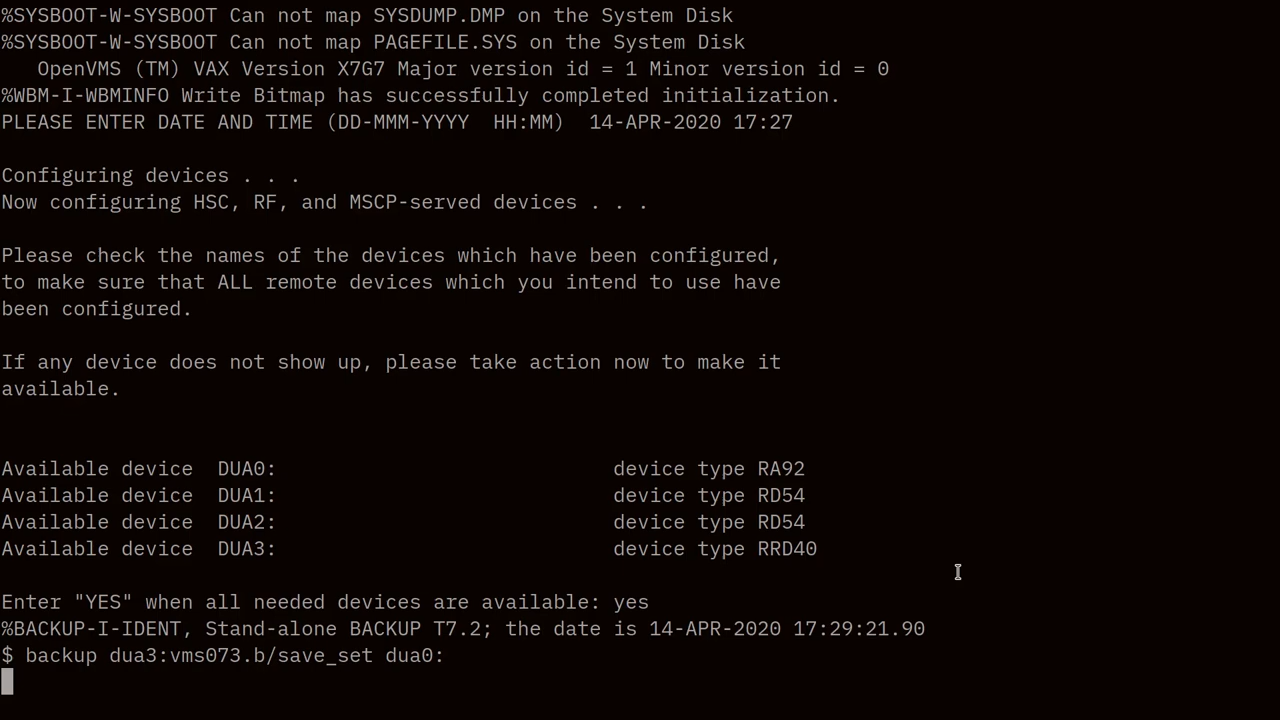 %SYSBOOT-W-SYSBOOT Can not map SYSDUMP.DMP on the System Disk
%SYSBOOT-W-SYSBOOT Can not map PAGEFILE.SYS on the System Disk
   OpenVMS (TM) VAX Version X7G7 Major version id = 1 Minor version id = 0
%WBM-I-WBMINFO Write Bitmap has successfully completed initialization.
PLEASE ENTER DATE AND TIME (DD-MMM-YYYY  HH:MM)  14-APR-2020 17:27
Configuring devices . . .
Now configuring HSC, RF, and MSCP-served devices . . .
Please check the names of the devices which have been configured,
to make sure that ALL remote devices which you intend to use have
been configured.
If any device does not show up, please take action now to make it
available.
Available device  DUA0:                            device type RA92
Available device  DUA1:                            device type RD54
Available device  DUA2:                            device type RD54
Available device  DUA3:                            device type RRD40
Enter "YES" when all needed devices are available: yes
%BACKUP-I-IDENT, Stand-alone BACKUP T7.2; the date is 14-APR-2020 17:29:21.90
$ backup dua3:vms073.b/save_set dua0: